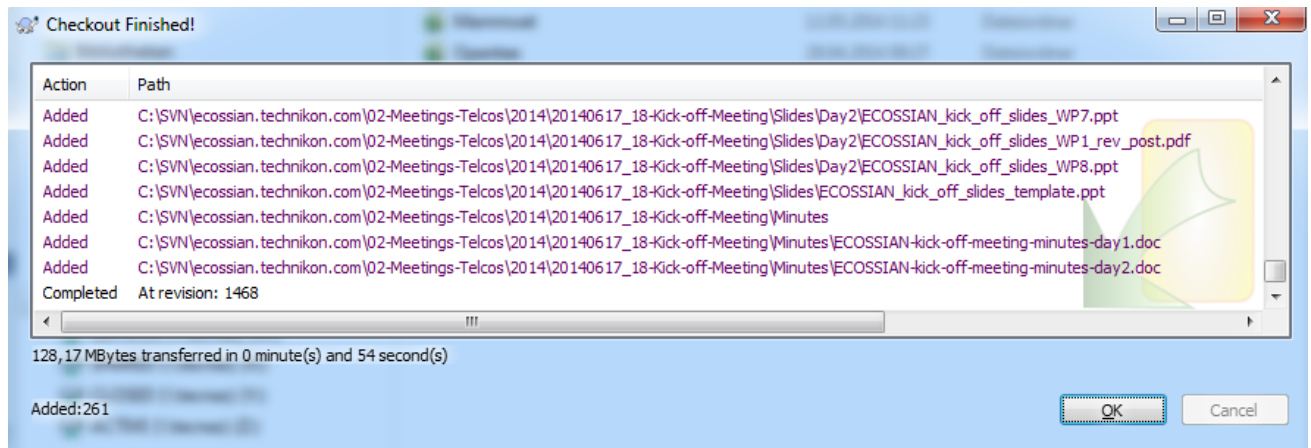 Checkout Finished!
Action Path
Added C:\SVN\ecossian.technikon.com\02-Meetings-Telcos\2014\20140617_18-Kick-off-Meeting\Slides\Day2\ECOSSIAN_kick_off_slides_WP7.ppt
Added C:\SVN\ecossian.technikon.com\02-Meetings-Telcos\2014\20140617_18-Kick-off-Meeting\Slides\Day2\ECOSSIAN_kick_off_slides_WP1_rev_post.pdf
Added C:\SVN\ecossian.technikon.com\02-Meetings-Telcos\2014\20140617_18-Kick-off-Meeting\Slides\Day2\ECOSSIAN_kick_off_slides_WP8.ppt
Added C:\SVN\ecossian.technikon.com\02-Meetings-Telcos\2014\20140617_18-Kick-off-Meeting\Slides\ECOSSIAN_kick_off_slides_template.ppt
Added C:\SVN\ecossian.technikon.com\02-Meetings-Telcos\2014\20140617_18-Kick-off-Meeting\Minutes
Added C:\SVN\ecossian.technikon.com\02-Meetings-Telcos\2014\20140617_18-Kick-off-Meeting\Minutes\ECOSSIAN-kick-off-meeting-minutes-day1.doc
Added C:\SVN\ecossian.technikon.com\02-Meetings-Telcos\2014\20140617_18-Kick-off-Meeting\Minutes\ECOSSIAN-kick-off-meeting-minutes-day2.doc
Completed At revision: 1468
128,17 MBytes transferred in 0 minute(s) and 54 second(s)
Added:261
OK Cancel